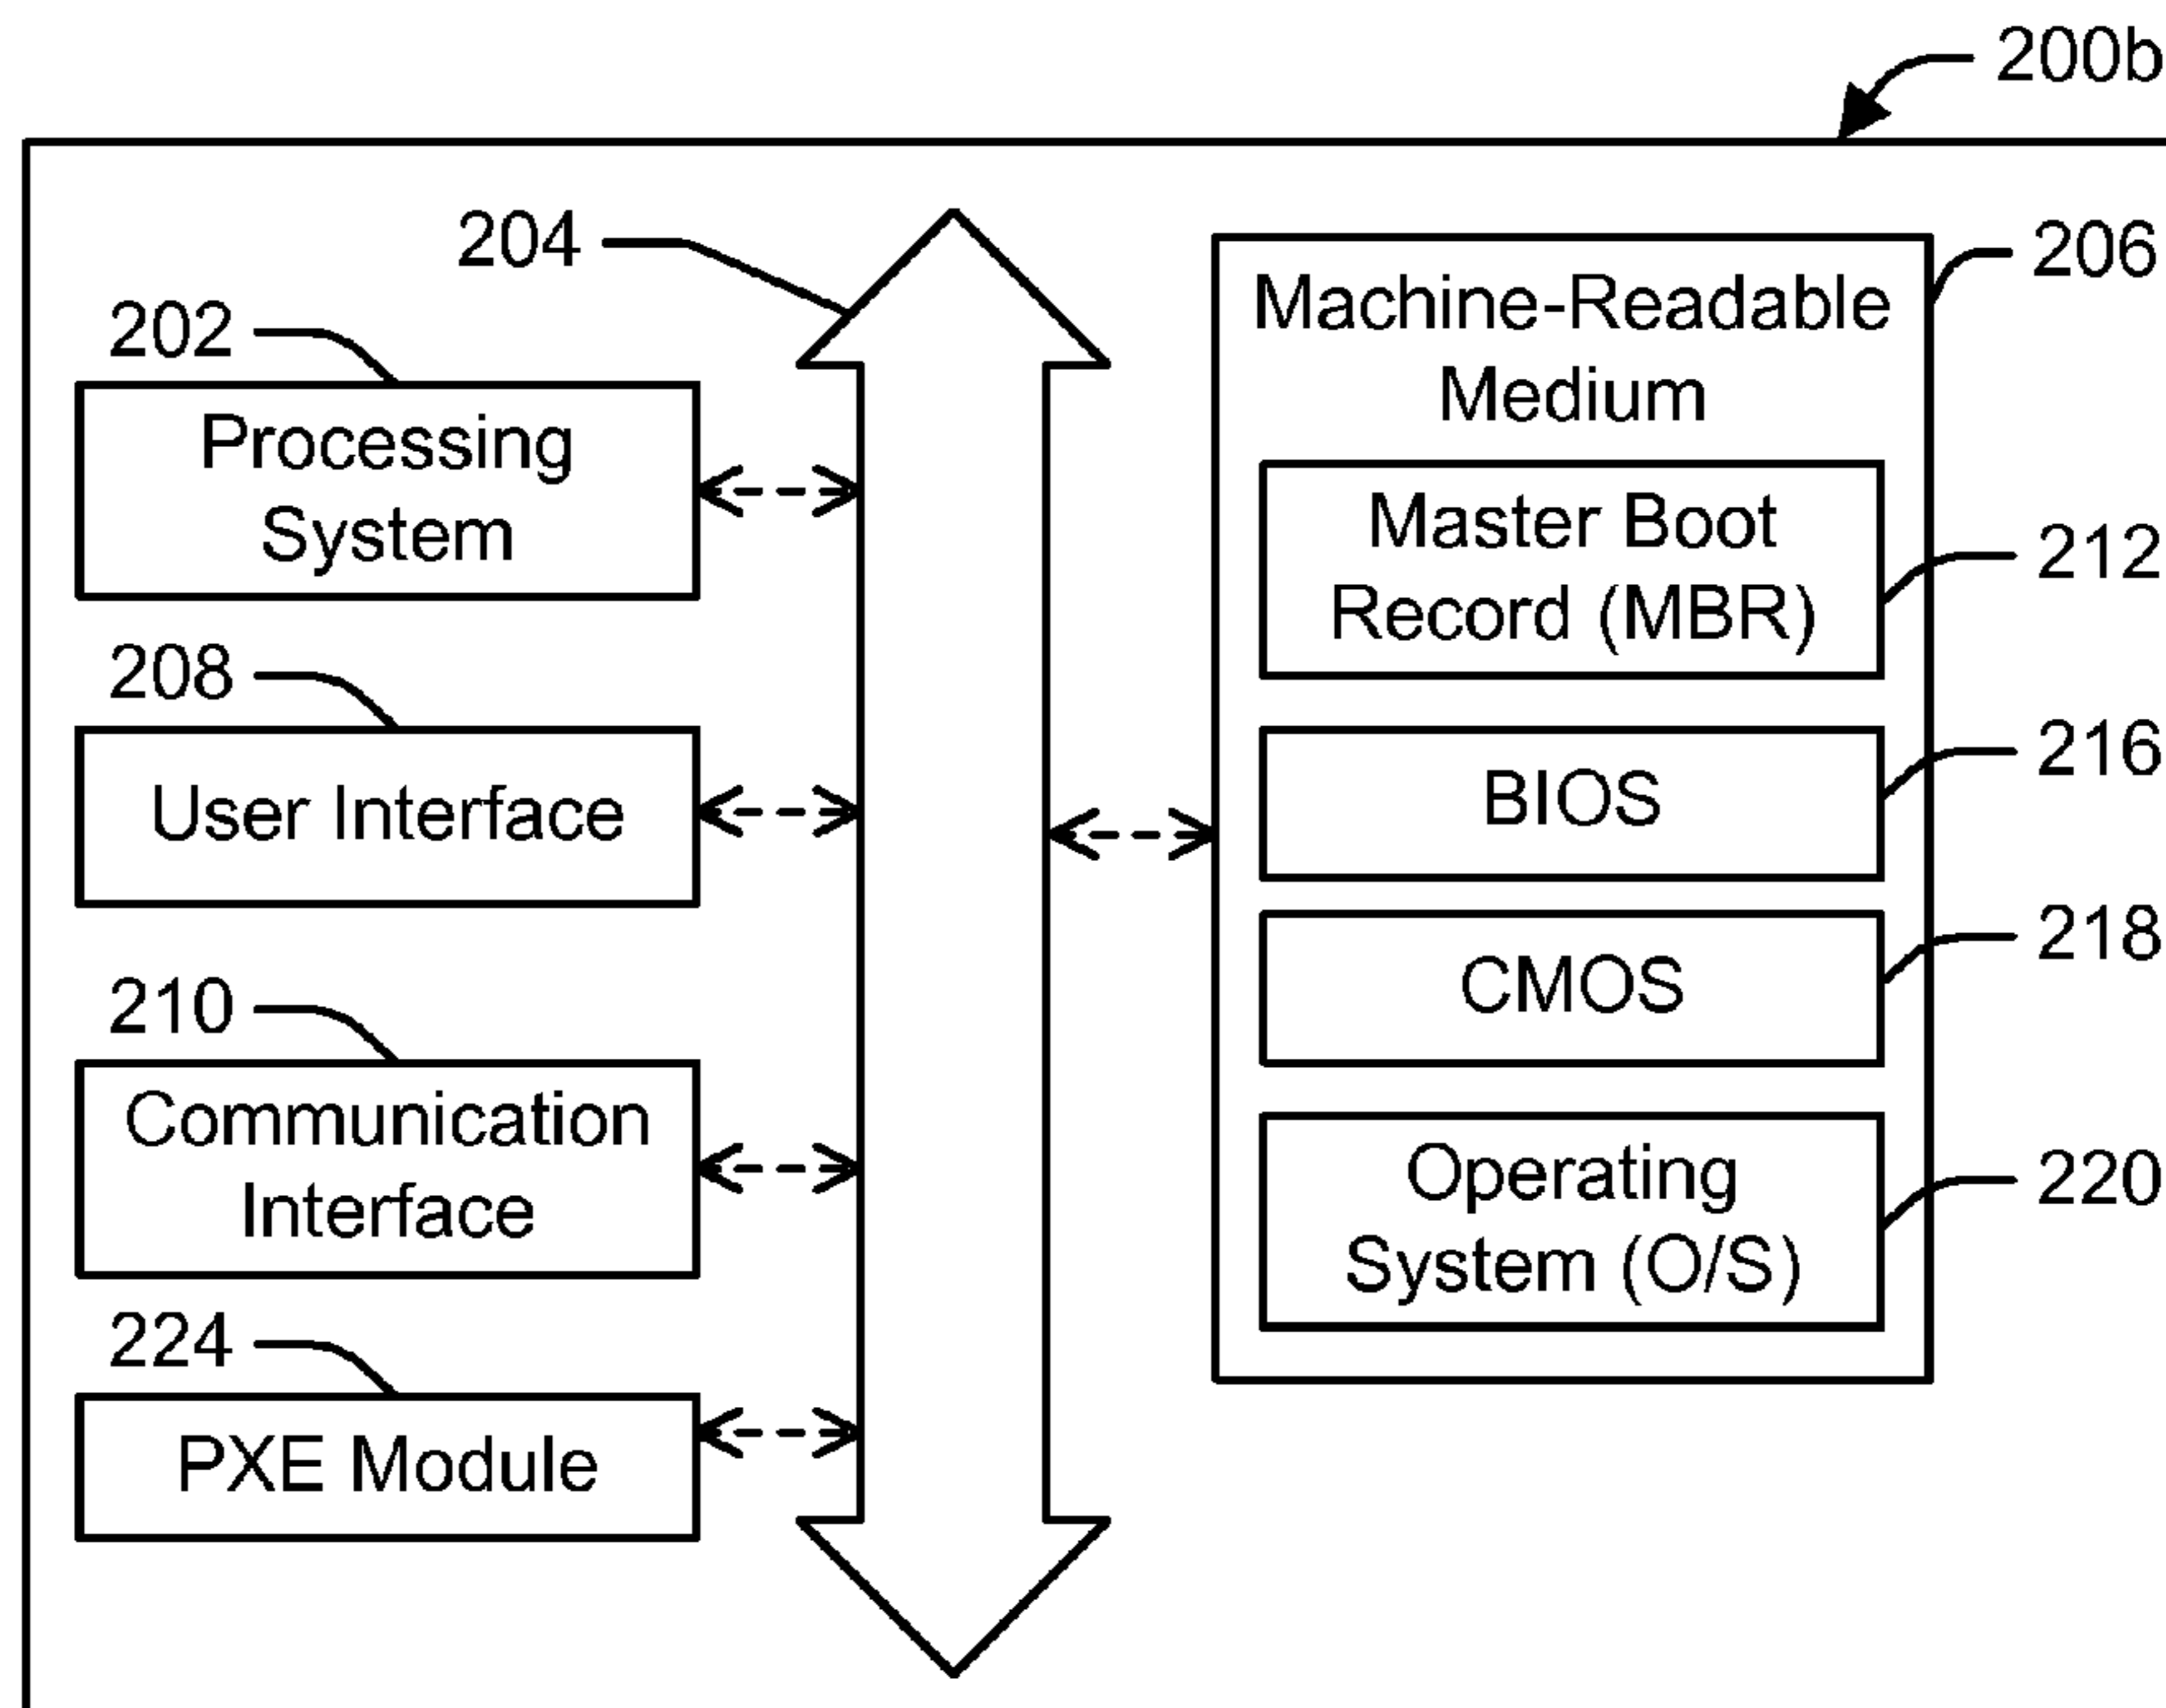 200b
204
206
202
Machine-Readable
Medium
Processing
System
Master Boot
Record (MBR)
212
208
User Interface
BIOS
216
CMOS
218
210
Communication
Interface
Operating
System (O/S)
220
224
PXE Module